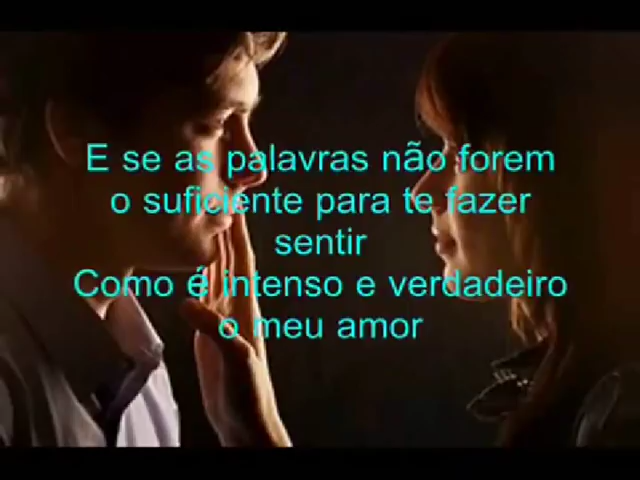 E se as palavras não forem
o suficiente para te fazer
sentir
Como é intenso e verdadeiro
o meu amor